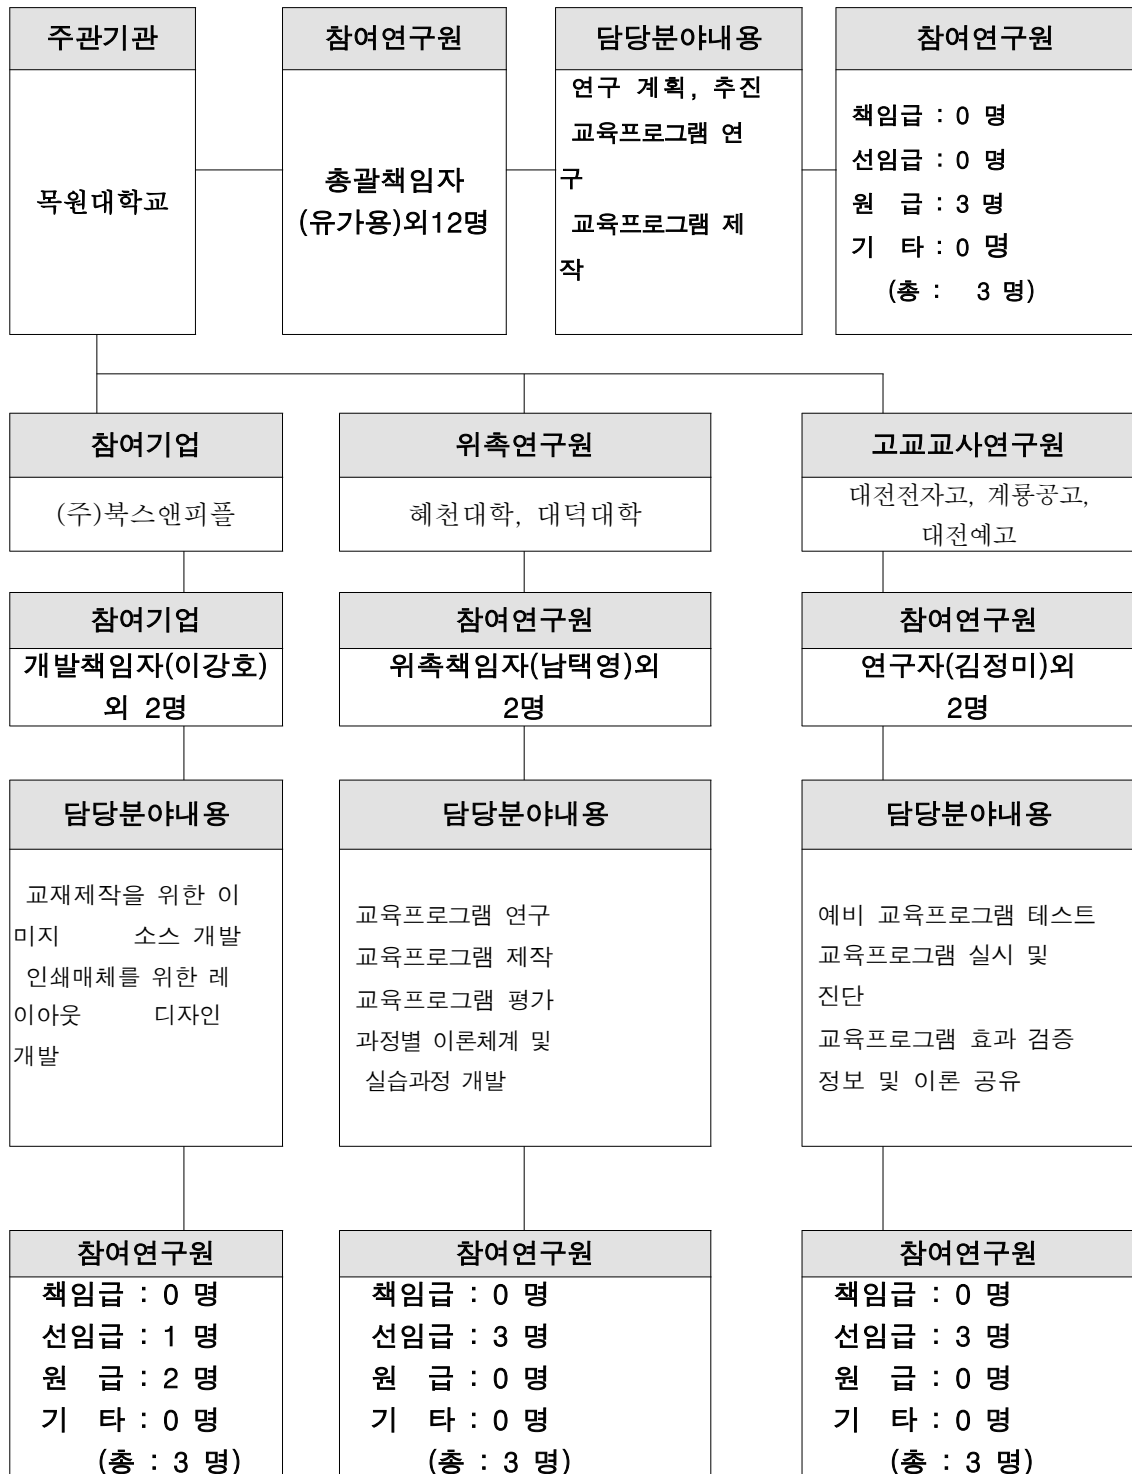 주관기관
목원대학교
참여연구원
총괄책임자
(유가용)외12명
담당분야내용
연구 계획, 추진
교육프로그램 연
구
교육프로그램 제
작
참여연구원
책임급 : 0 명
선임급 : 0 명
원 급 : 3 명
기 타 : 0 명
(총 : 3 명)
참여기업
(주)북스앤피플
참여기업
개발책임자(이강호)
외 2명
담당분야내용
교재제작을 위한 이
미지 소스 개발
인쇄매체를 위한 레
이아웃 디자인
개발
참여연구원
책임급 : 0 명
선임급 : 1 명
원 급 : 2 명
기 타 : 0 명
(총 : 3 명)
위촉연구원
혜천대학, 대덕대학
참여연구원
위촉책임자(남택영)외
2명
담당분야내용
교육프로그램 연구
교육프로그램 제작
교육프로그램 평가
과정별 이론체계 및
실습과정 개발
참여연구원
책임급 : 0 명
선임급 : 3 명
원 급 : 0 명
기 타 : 0 명
(총 : 3 명)
고교교사연구원
대전전자고, 계룡공고,
대전예고
참여연구원
연구자(김정미)외
2명
담당분야내용
예비 교육프로그램 테스트
교육프로그램 실시 및
진단
교육프로그램 효과 검증
정보 및 이론 공유
참여연구원
책임급 : 0 명
선임급 : 3 명
원 급 : 0 명
기 타 : 0 명
(총 : 3 명)